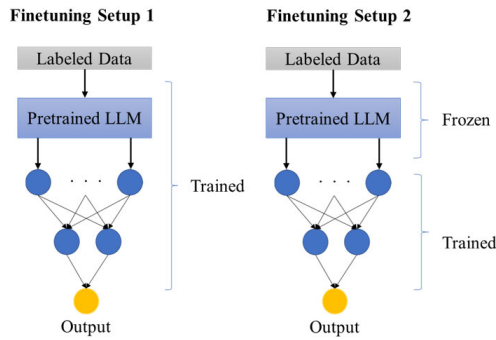 Finetuning Setup 1
Labeled Data
Pretrained LLM
. . .
Trained
Output
Finetuning Setup 2
Labeled Data
Pretrained LLM
Frozen
. . .
Trained
Output